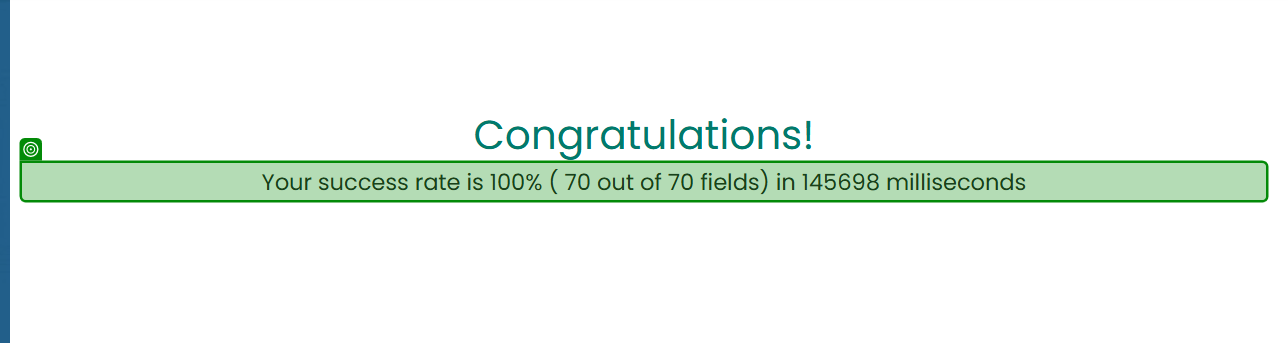 Congratulations!
Your success rate is 100% ( 70 out of 70 fields) in 145698 milliseconds